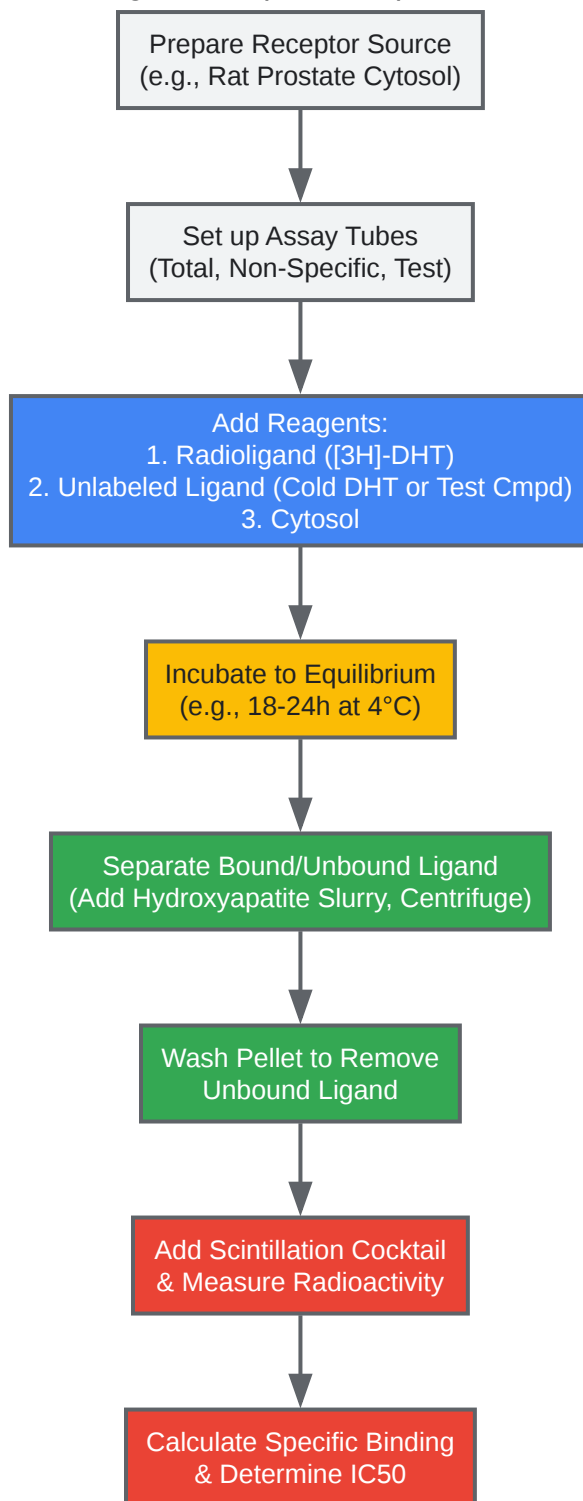 Prepare Receptor Source
(e.g., Rat Prostate Cytosol)
Set up Assay Tubes
(Total, Non-Specific, Test)
Add Reagents:
1. Radioligand ([3H]-DHT)
2. Unlabeled Ligand (Cold DHT or Test Cmpd)
3. Cytosol
Incubate to Equilibrium
(e.g., 18-24h at 4°C)
Separate Bound/Unbound Ligand
(Add Hydroxyapatite Slurry, Centrifuge)
Wash Pellet to Remove
Unbound Ligand
Add Scintillation Cocktail
& Measure Radioactivity
Calculate Specific Binding
& Determine IC50